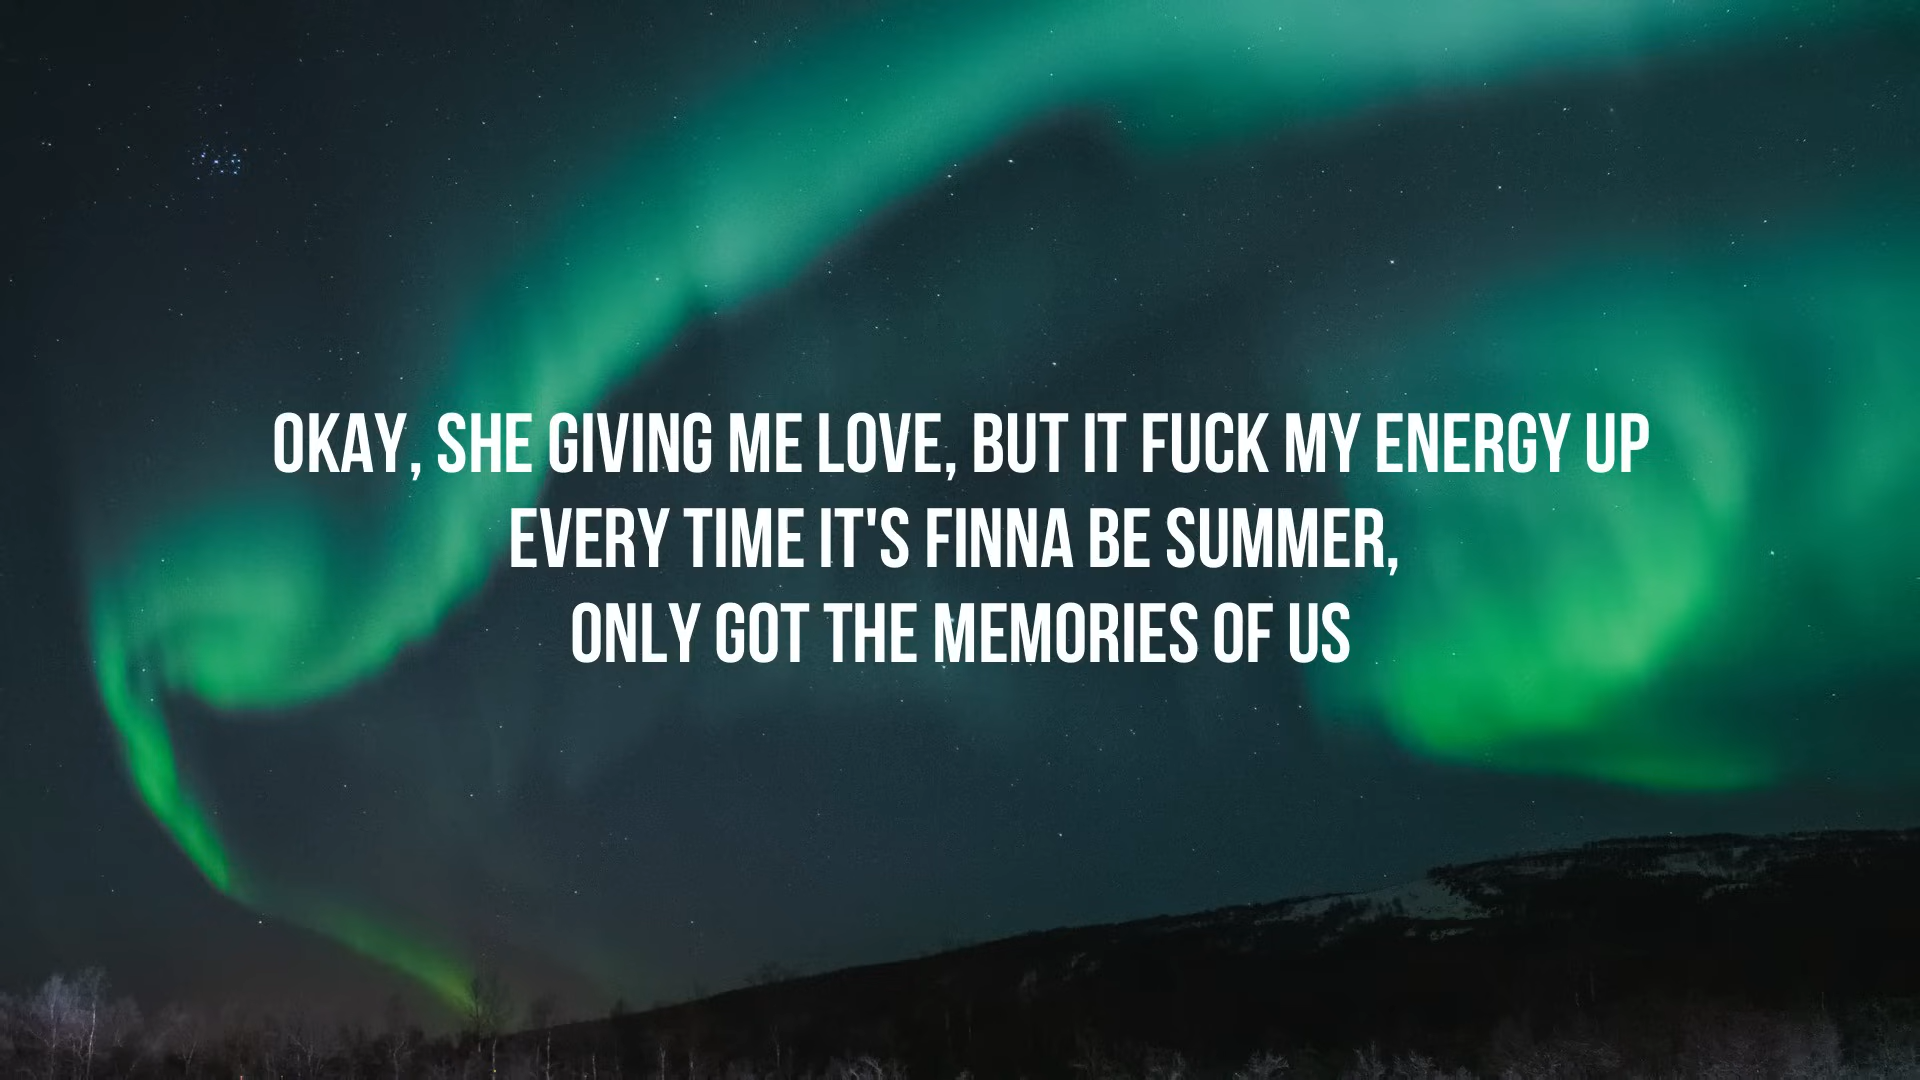 OKAY, SHE GIVING ME LOVE, BUT IT FUCK MY ENERGY UP
EVERY TIME IT'S FINNA BE SUMMER,
ONLY GOT THE MEMORIES OF US